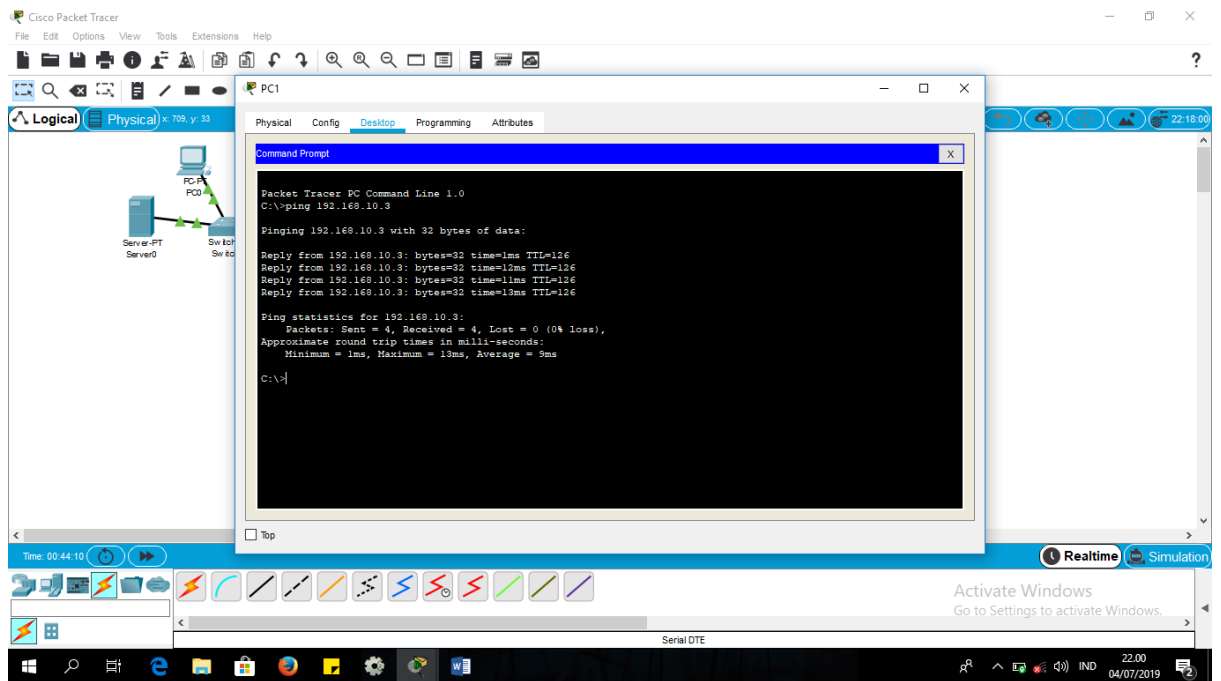 Cisco Packet Tracer
File Edit Options View Tools Extensions Help
?
PC1
Logical Physical x: 709, y: 33
22:18:00
Physical Config Desktop Programming Attributes
Command Prompt
X
PC-PT
PC0
Server-PT
Server0
Switch
Packet Tracer PC Command Line 1.0
C:\>ping 192.168.10.3
Pinging 192.168.10.3 with 32 bytes of data:
Reply from 192.168.10.3: bytes=32 time=1ms TTL=126
Reply from 192.168.10.3: bytes=32 time=12ms TTL=126
Reply from 192.168.10.3: bytes=32 time=11ms TTL=126
Reply from 192.168.10.3: bytes=32 time=13ms TTL=126
Ping statistics for 192.168.10.3:
Packets: Sent = 4, Received = 4, Lost = 0 (0% loss),
Approximate round trip times in milli-seconds:
Minimum = 1ms, Maximum = 13ms, Average = 9ms
C:\>
Top
Time: 00:44:10
Realtime Simulation
Activate Windows
Go to Settings to activate Windows.
Serial DTE
IND
22.00
04/07/2019
2